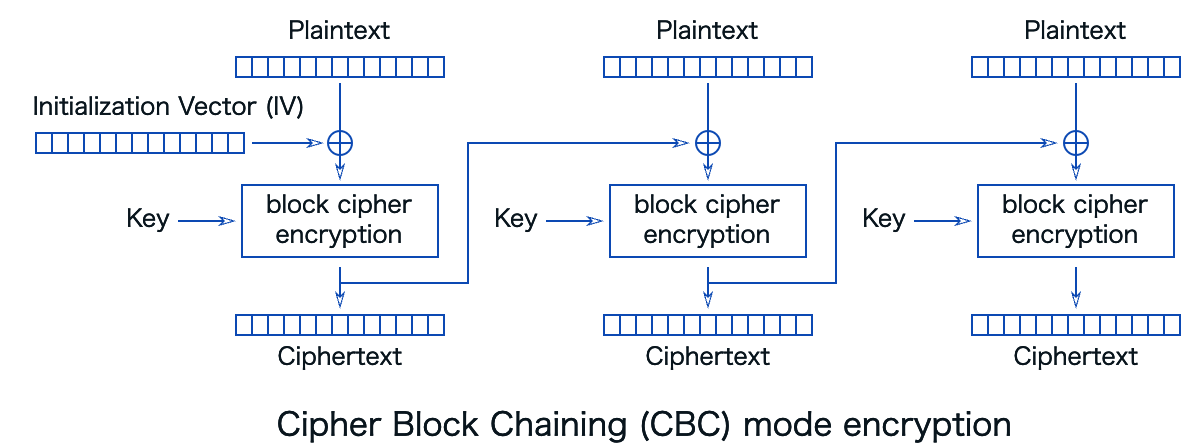 Plaintext
Plaintext
Plaintext
Initialization Vector (IV)
Key
block cipher
encryption
Key
block cipher
encryption
Key
block cipher
encryption
Ciphertext
Ciphertext
Ciphertext
Cipher Block Chaining (CBC) mode encryption